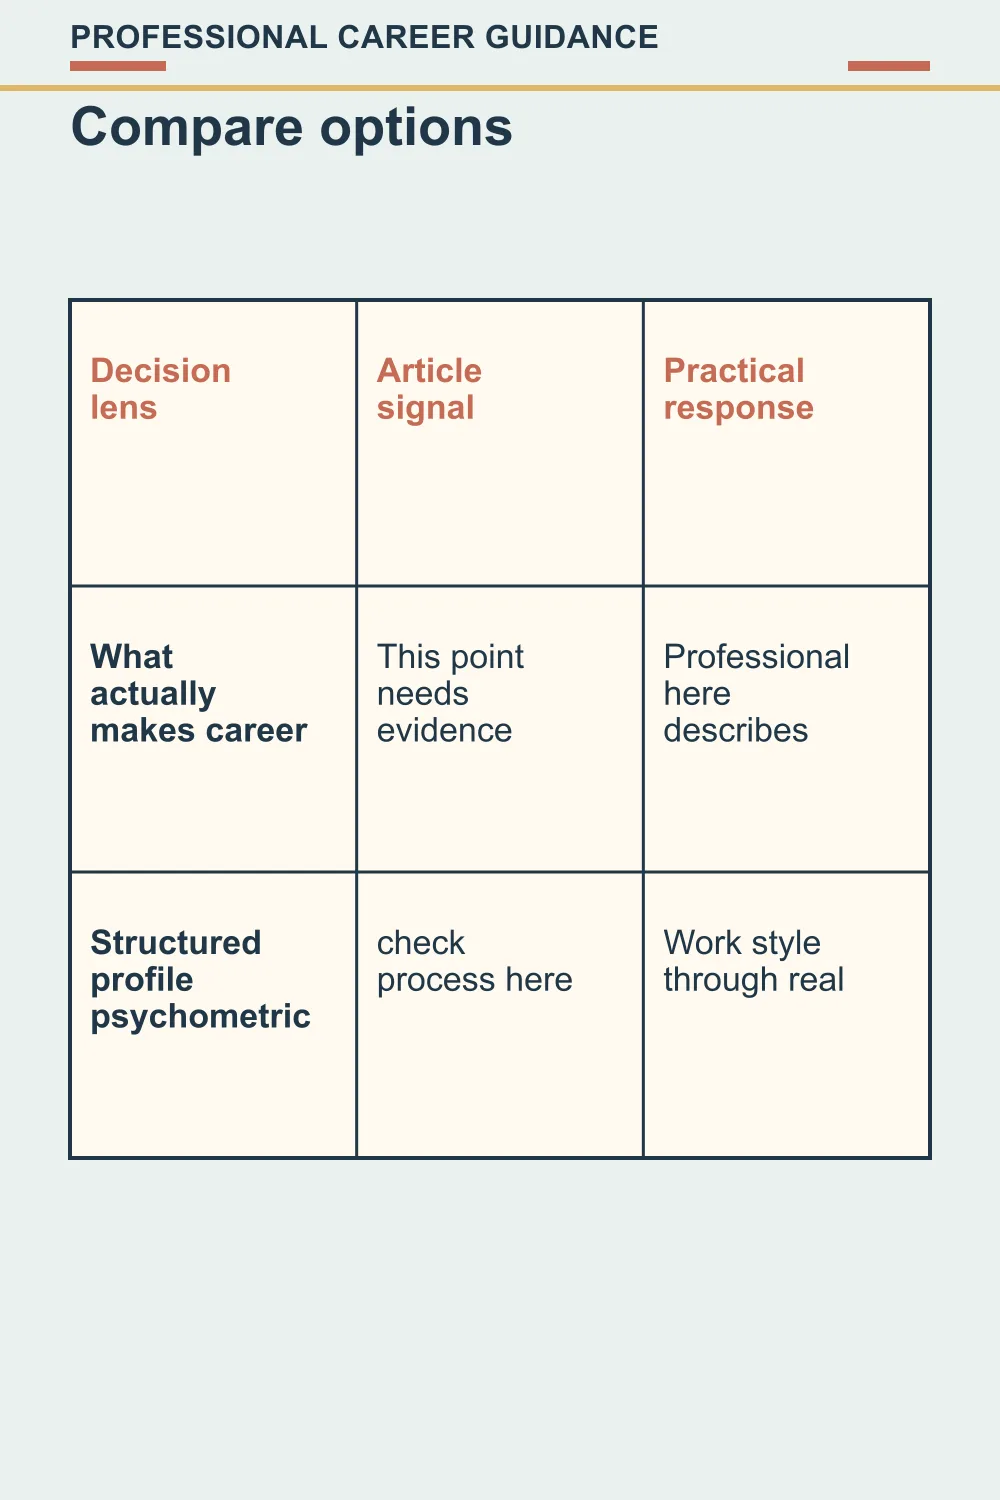 PROFESSIONAL CAREER GUIDANCE
Compare options
Decision
lens
Article
signal
Practical
response
What
actually
makes career
This point
needs
evidence
Professional
here
describes
Structured
profile
psychometric
check
process here
Work style
through real